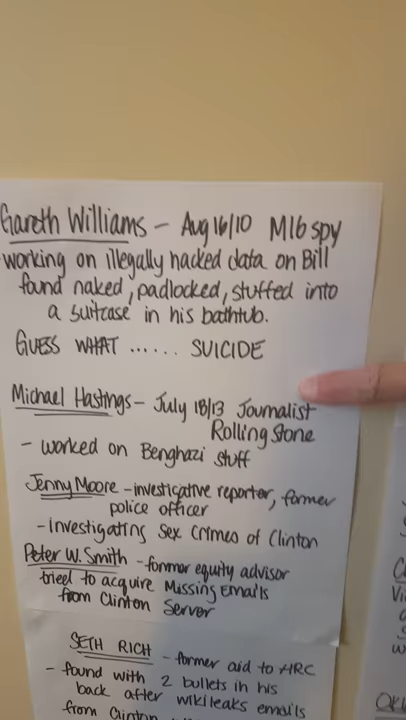 Gareth Williams - Aug 16/10 MI6 spy
working on illegally hacked data on Bill
found naked, padlocked, stuffed into
a suitcase in his bathtub.
GUESS WHAT ...... SUICIDE
Michael Hastings - July 18/13 Journalist
Rolling Stone
- worked on Benghazi stuff
Jenny Moore - investigative reporter, former
police officer
- investigating sex crimes of Clinton
Peter W. Smith - former equity advisor
tried to acquire Missing emails
from Clinton Server
SETH RICH - former aid to HRC
- found with 2 bullets in his
back after wikileaks emails
from Clinton